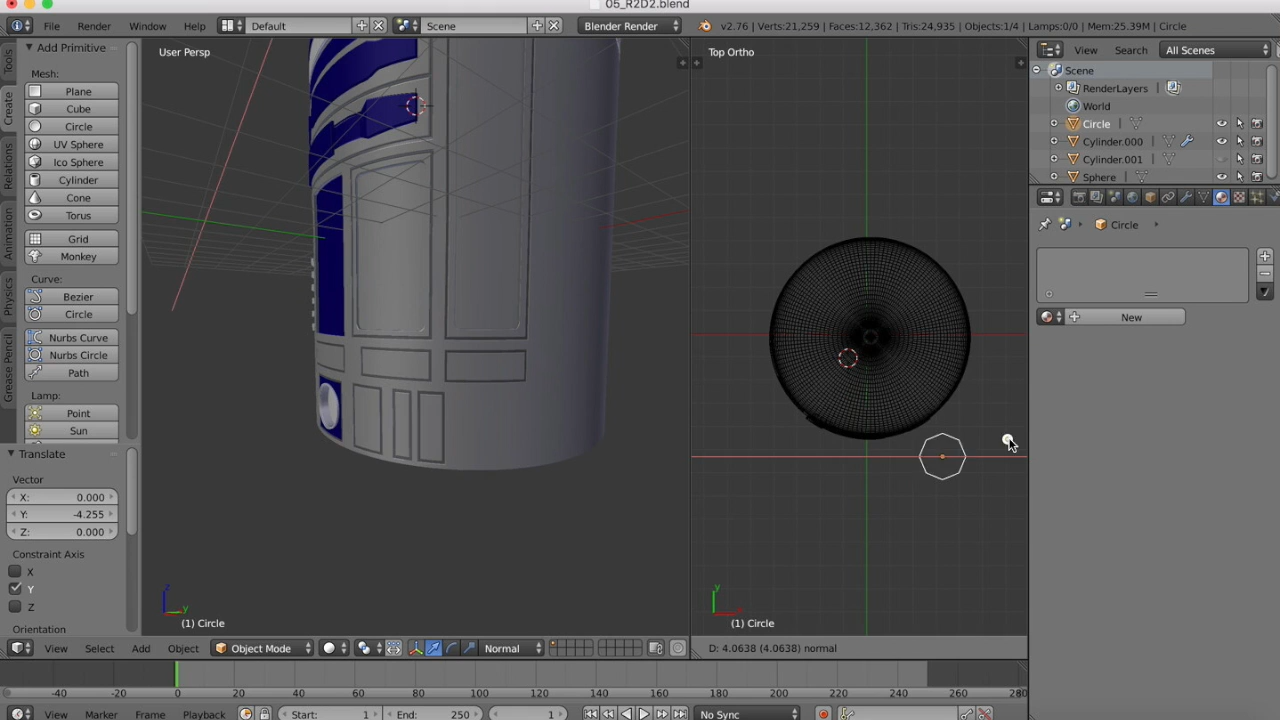 05_R2D2.blend
File Render Window Help Default Scene Blender Render v2.76 | Verts:21,259 | Faces:12,362 | Tris:24,935 | Objects:1/4 | Lamps:0/0 | Mem:25.39M | Circle
Tools
Create
Relations
Animation
Physics
Grease Pencil
Add Primitive
Mesh:
Plane
Cube
Circle
UV Sphere
Ico Sphere
Cylinder
Cone
Torus
Grid
Monkey
Curve:
Bezier
Circle
Nurbs Curve
Nurbs Circle
Path
Lamp:
Point
Sun
Translate
Vector
X: 0.000
Y: -4.255
Z: 0.000
Constraint Axis
X
Y
Z
Orientation
User Persp
z
y
(1) Circle
Top Ortho
y
(1) Circle
View Search All Scenes
Scene
RenderLayers
World
Circle
Cylinder.000
Cylinder.001
Sphere
Circle
New
View Select Add Object Object Mode Normal D: 4.0638 (4.0638) normal
-40 -20 0 20 40 60 80 100 120 140 160 180 200 220 240 260 280
View Marker Frame Playback Start: 1 End: 250 1 No Sync